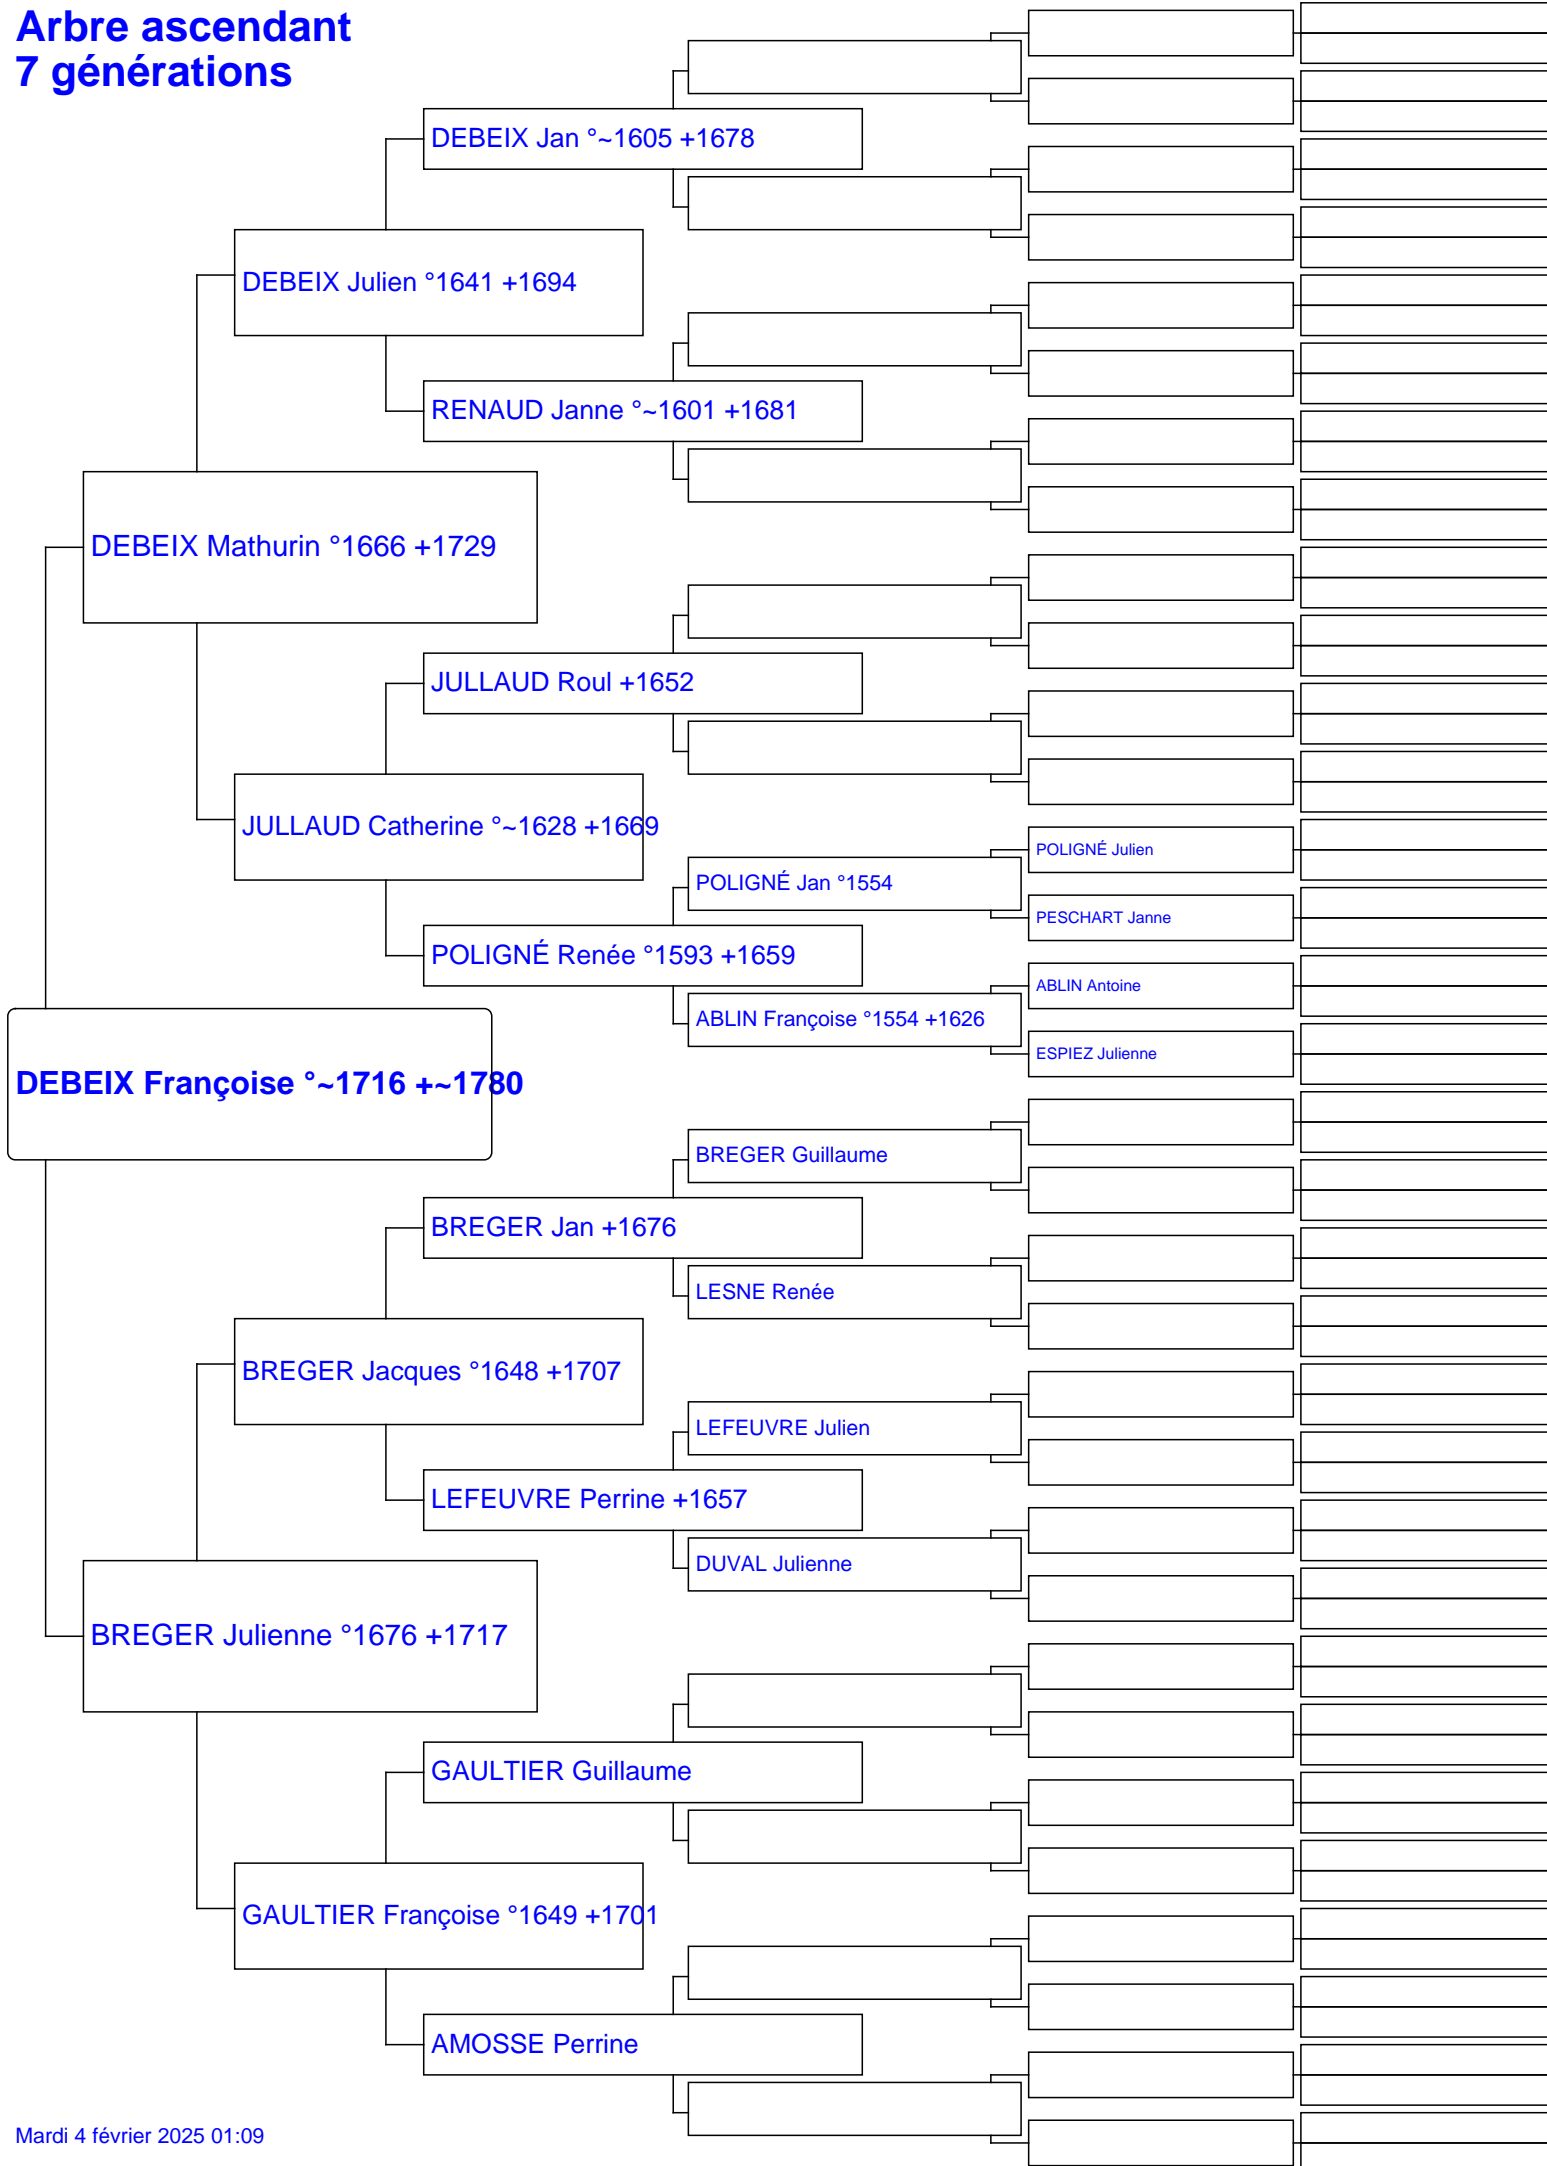 Arbre ascendant
7 générations
DEBEIX Jan °~1605 +1678
DEBEIX Julien °1641 +1694
RENAUD Janne °~1601 +1681
DEBEIX Mathurin °1666 +1729
JULLAUD Roul +1652
JULLAUD Catherine °~1628 +1669
POLIGNÉ Julien
POLIGNÉ Jan °1554
PESCHART Janne
POLIGNÉ Renée °1593 +1659
ABLIN Antoine
ABLIN Françoise °1554 +1626
ESPIEZ Julienne
DEBEIX Françoise °~1716 +~1780
BREGER Guillaume
BREGER Jan +1676
LESNE Renée
BREGER Jacques °1648 +1707
LEFEUVRE Julien
LEFEUVRE Perrine +1657
DUVAL Julienne
BREGER Julienne °1676 +1717
GAULTIER Guillaume
GAULTIER Françoise °1649 +1701
AMOSSE Perrine
Mardi 4 février 2025 01:09